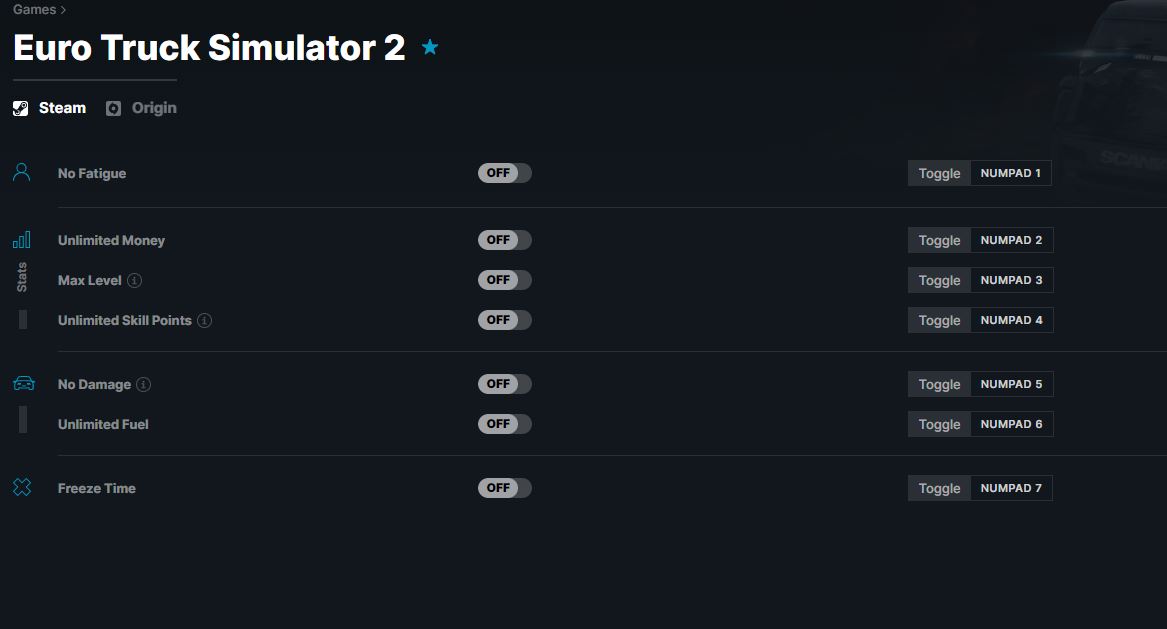 Games >
Euro Truck Simulator 2
Steam Origin
No Fatigue OFF Toggle NUMPAD 1
Unlimited Money OFF Toggle NUMPAD 2
Stats
Max Level OFF Toggle NUMPAD 3
Unlimited Skill Points OFF Toggle NUMPAD 4
No Damage OFF Toggle NUMPAD 5
Unlimited Fuel OFF Toggle NUMPAD 6
Freeze Time OFF Toggle NUMPAD 7
SCANIA